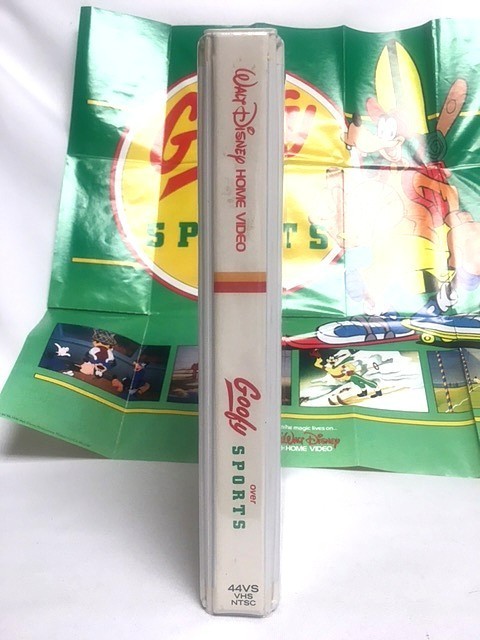 WALT DISNEY HOME VIDEO
Goofy
over
SPORTS
44VS
VHS
NTSC
Goofy
SPORTS
the magic lives on...
WALT DISNEY
HOME VIDEO